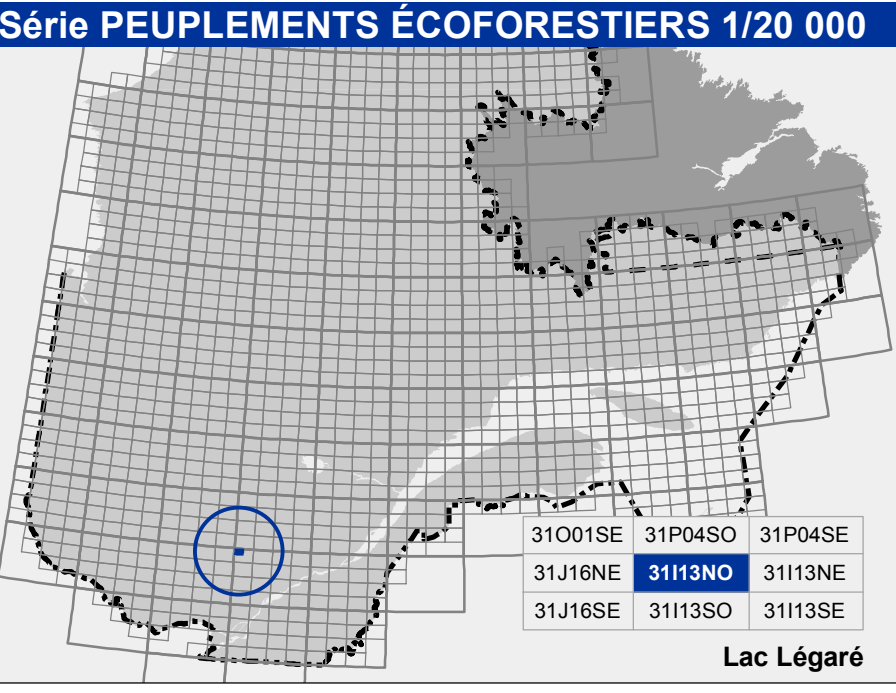 Série PEUPLEMENTS ÉCOFORESTIERS 1/20 000
31O01SE 31P04SO 31P04SE
31J16NE 31I13NO 31I13NE
31J16SE 31I13SO 31I13SE
Lac Légaré